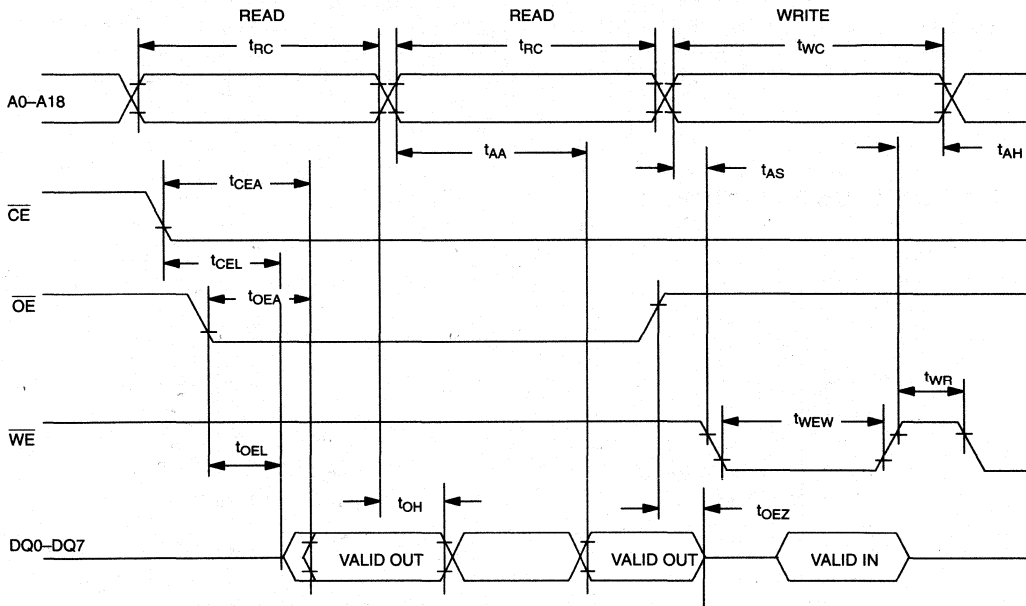 READ READ WRITE
tRC tRC tWC
A0–A18
tAA tAS tAH
tCEA
CE
tCEL
tOEA
OE
tWR
tWEW
WE
tOEL
tOH tOEZ
DQ0–DQ7 VALID OUT VALID OUT VALID IN